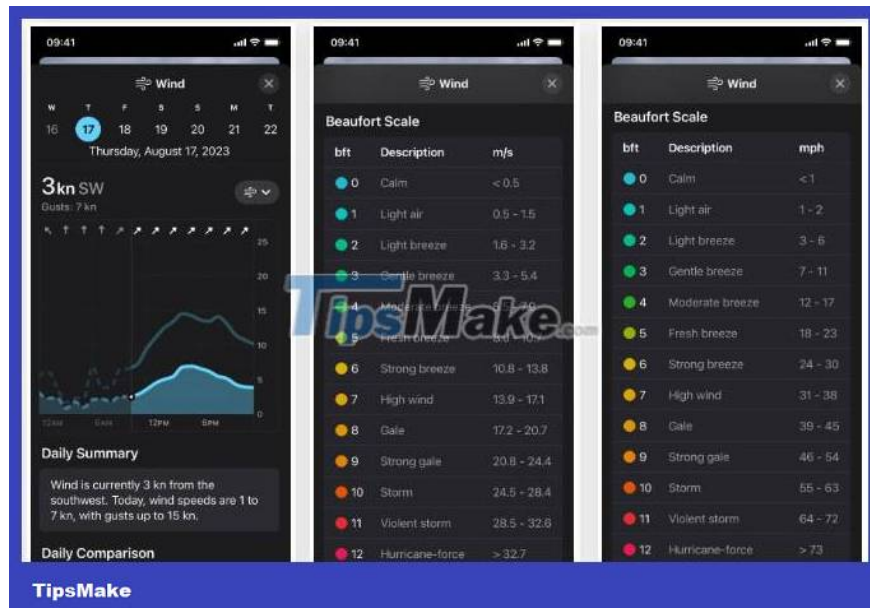 09:41
Wind
W T F S S M T
16 17 18 19 20 21 22
Thursday, August 17, 2023
3kn SW
Gusts: 7 kn
25
20
15
10
5
0
12AM 6AM 12PM 6PM
Daily Summary
Wind is currently 3 kn from the
southwest. Today, wind speeds are 1 to
7 kn, with gusts up to 15 kn.
Daily Comparison
09:41
Wind
Beaufort Scale
bft Description m/s
0 Calm < 0.5
1 Light air 0.5 - 1.5
2 Light breeze 1.6 - 3.2
3 Gentle breeze 3.3 - 5.4
4 Moderate breeze
5 Fresh breeze
6 Strong breeze 10.8 - 13.8
7 High wind 13.9 - 17.1
8 Gale 17.2 - 20.7
9 Strong gale 20.8 - 24.4
10 Storm 24.5 - 28.4
11 Violent storm 28.5 - 32.6
12 Hurricane-force > 32.7
09:41
Wind
Beaufort Scale
bft Description mph
0 Calm < 1
1 Light air 1 - 2
2 Light breeze 3 - 6
3 Gentle breeze 7 - 11
4 Moderate breeze 12 - 17
5 Fresh breeze 18 - 23
6 Strong breeze 24 - 30
7 High wind 31 - 38
8 Gale 39 - 45
9 Strong gale 46 - 54
10 Storm 55 - 63
11 Violent storm 64 - 72
12 Hurricane-force > 73
TipsMake.com
TipsMake